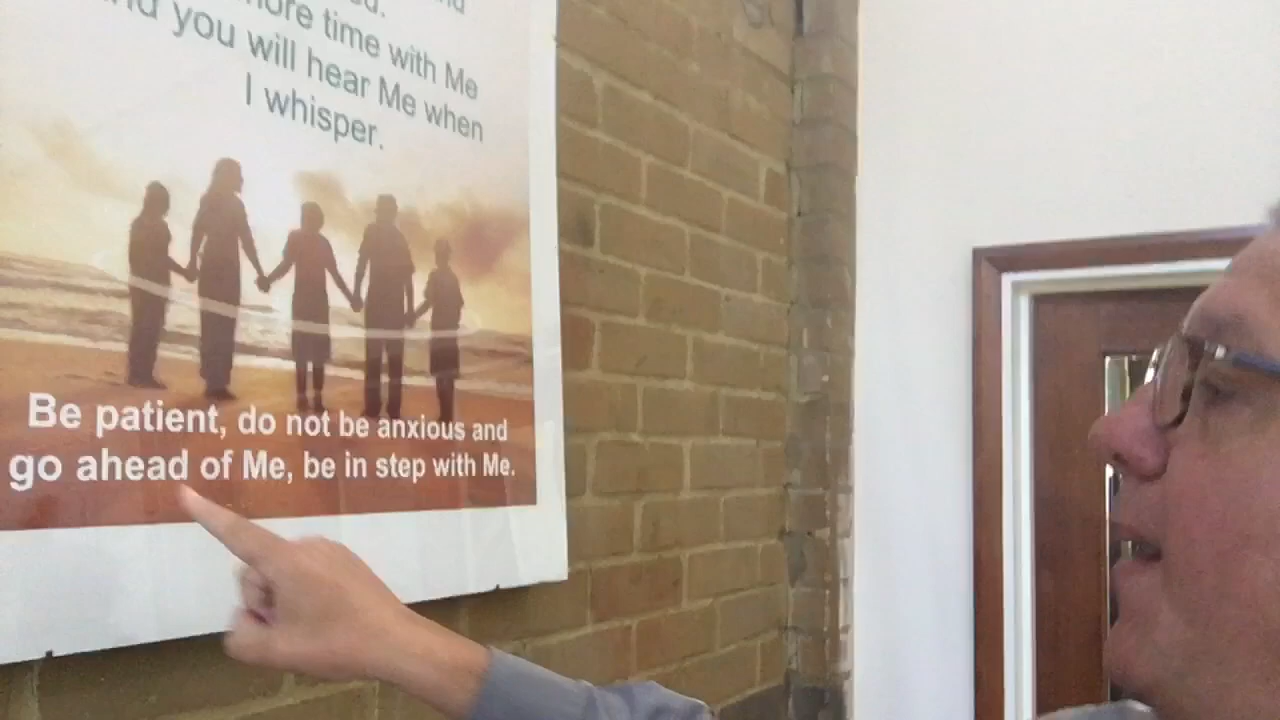 more time with Me
and you will hear Me when
I whisper.
Be patient, do not be anxious and
go ahead of Me, be in step with Me.